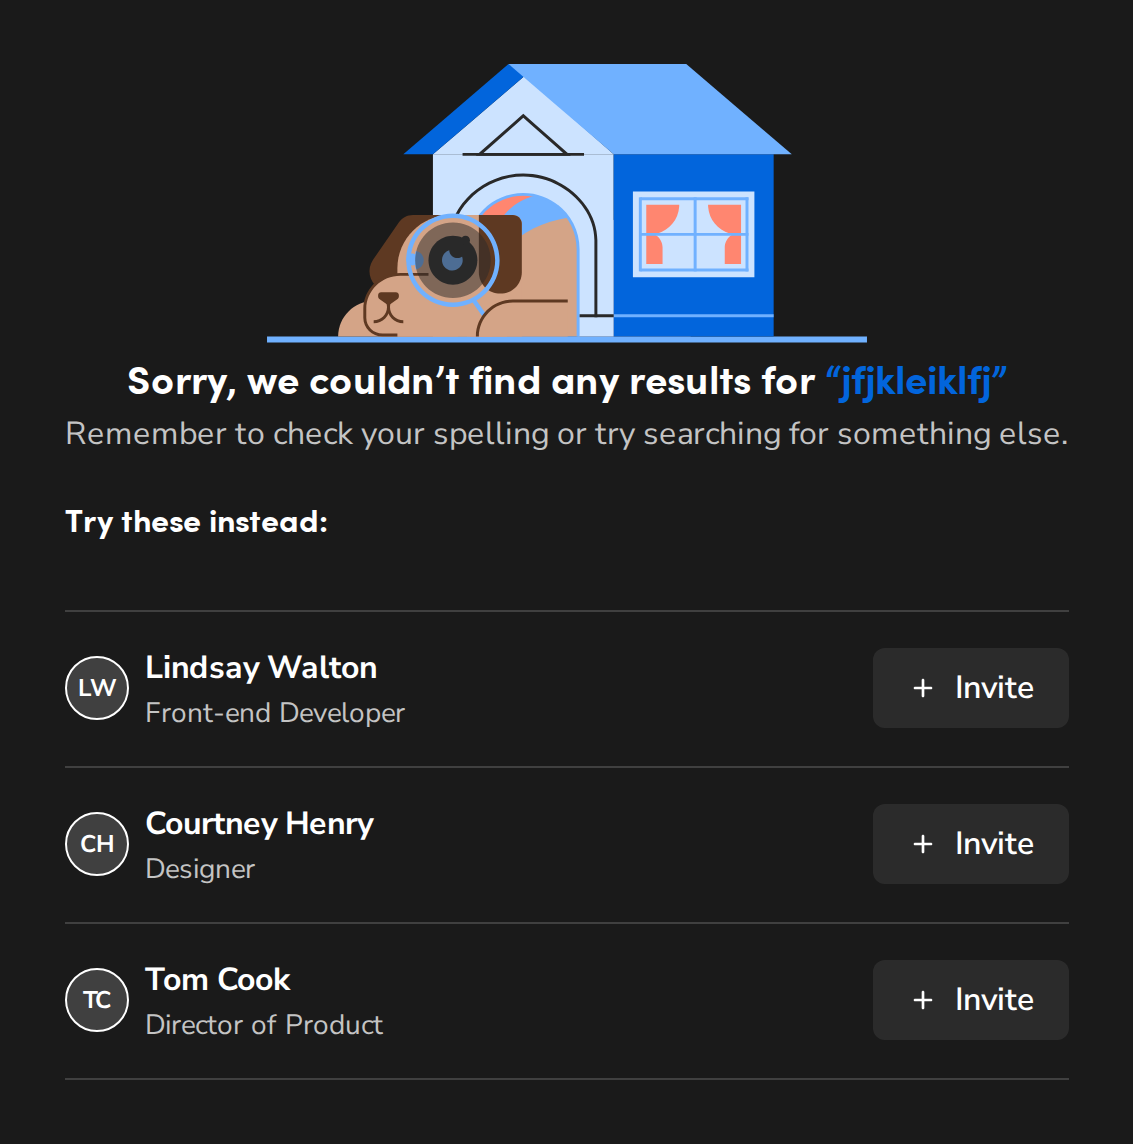 Sorry, we couldn’t find any results for “jfjkleiklfj”
Remember to check your spelling or try searching for something else.
Try these instead:
LW
Lindsay Walton
Front-end Developer
+ Invite
CH
Courtney Henry
Designer
+ Invite
TC
Tom Cook
Director of Product
+ Invite